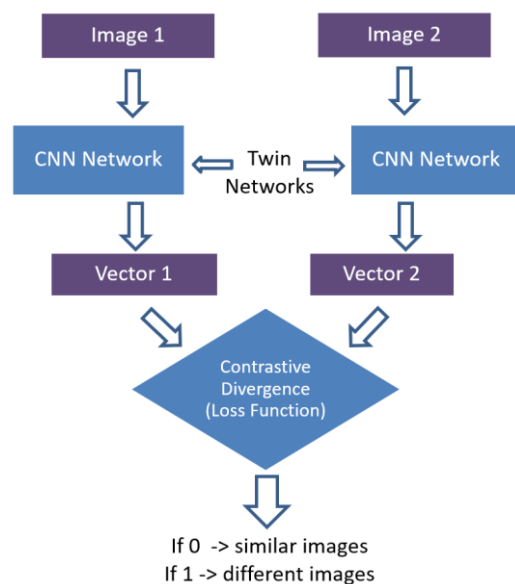 Image 1
Image 2
CNN Network
Twin
Networks
CNN Network
Vector 1
Vector 2
Contrastive
Divergence
(Loss Function)
If 0 -> similar images
If 1 -> different images